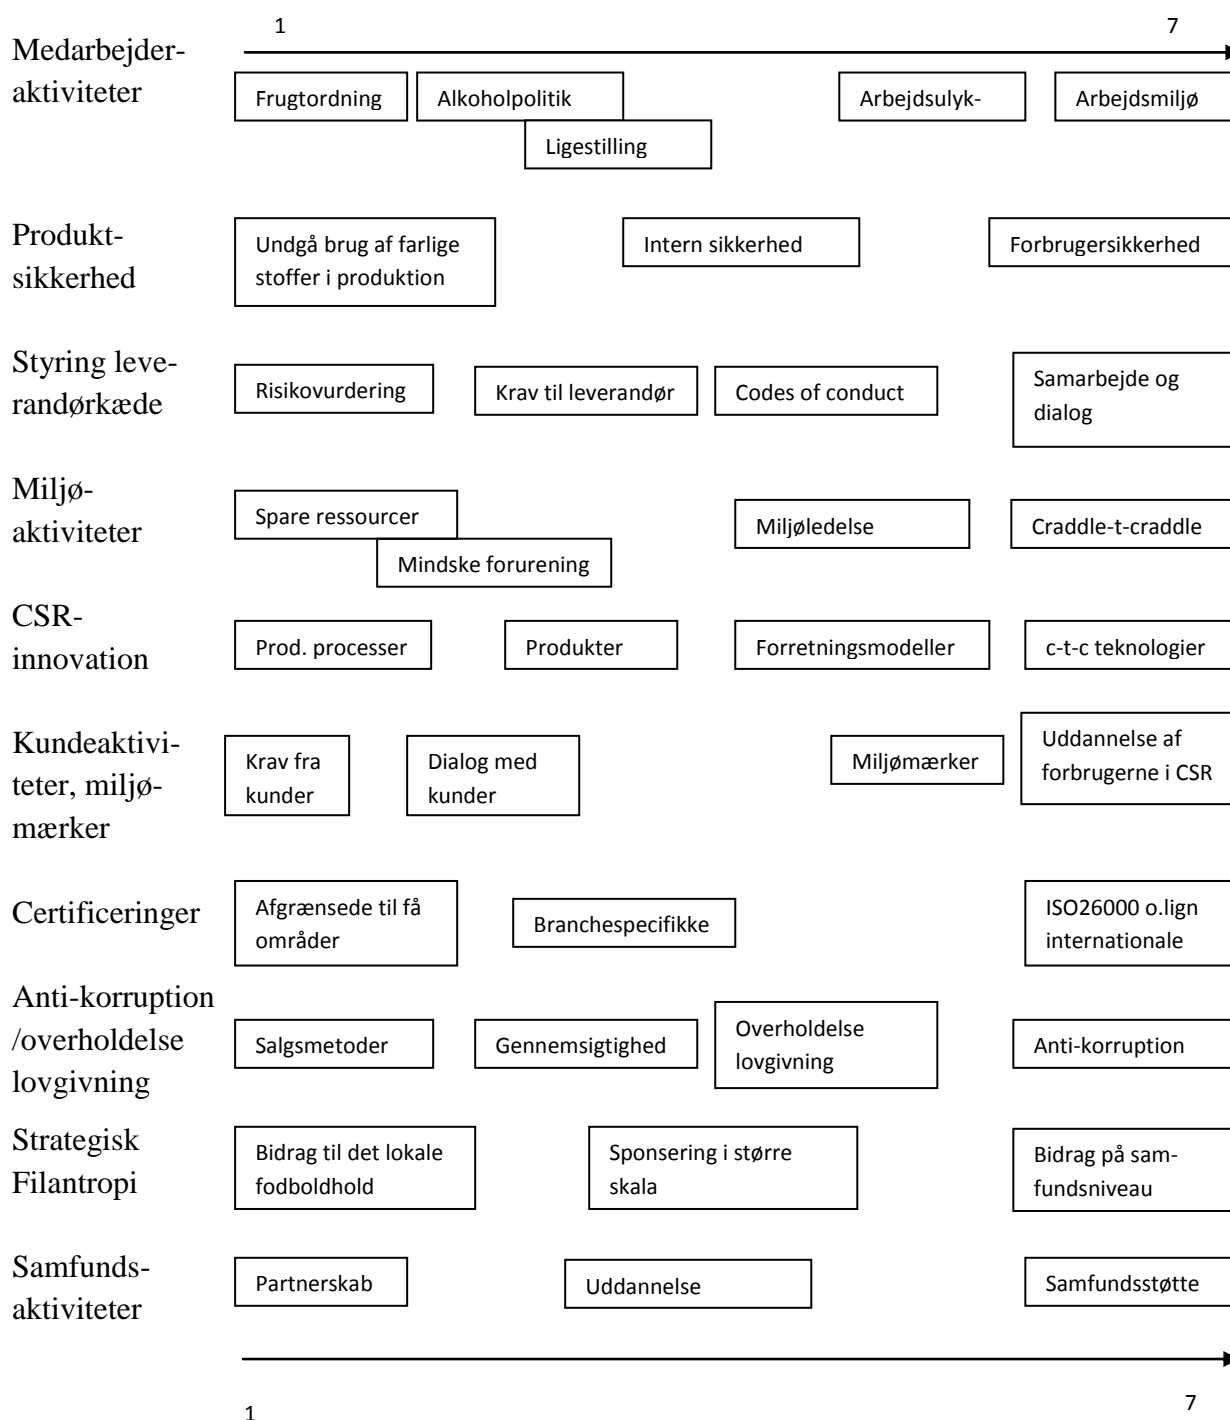 1
7
Medarbejder-
aktiviteter
Frugtordning
Alkoholpolitik
Arbejdsulyk-
Arbejdsmiljø
Ligestilling
Produkt-
sikkerhed
Undgå brug af farlige
stoffer i produktion
Intern sikkerhed
Forbrugersikkerhed
Styring leve-
randørkæde
Risikovurdering
Krav til leverandør
Codes of conduct
Samarbejde og
dialog
Miljø-
aktiviteter
Spare ressourcer
Mindske forurening
Miljøledelse
Craddle-t-craddle
CSR-
innovation
Prod. processer
Produkter
Forretningsmodeller
c-t-c teknologier
Kundeaktivi-
teter, miljø-
mærker
Krav fra
kunder
Dialog med
kunder
Miljømærker
Uddannelse af
forbrugerne i CSR
Certificeringer
Afgrænsede til få
områder
Branchespecifikke
ISO26000 o.lign
internationale
Anti-korruption
/overholdelse
lovgivning
Salgsmetoder
Gennemsigtighed
Overholdelse
lovgivning
Anti-korruption
Strategisk
Filantropi
Bidrag til det lokale
fodboldhold
Sponsering i større
skala
Bidrag på sam-
fundsniveau
Samfunds-
aktiviteter
Partnerskab
Uddannelse
Samfundsstøtte
1
7